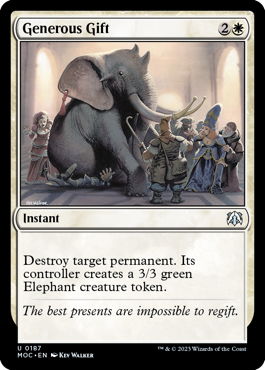 Generous Gift 2
Instant
Destroy target permanent. Its
controller creates a 3/3 green
Elephant creature token.
The best presents are impossible to regift.
U 0187
MOC • EN KEV WALKER
™ & © 2023 Wizards of the Coast